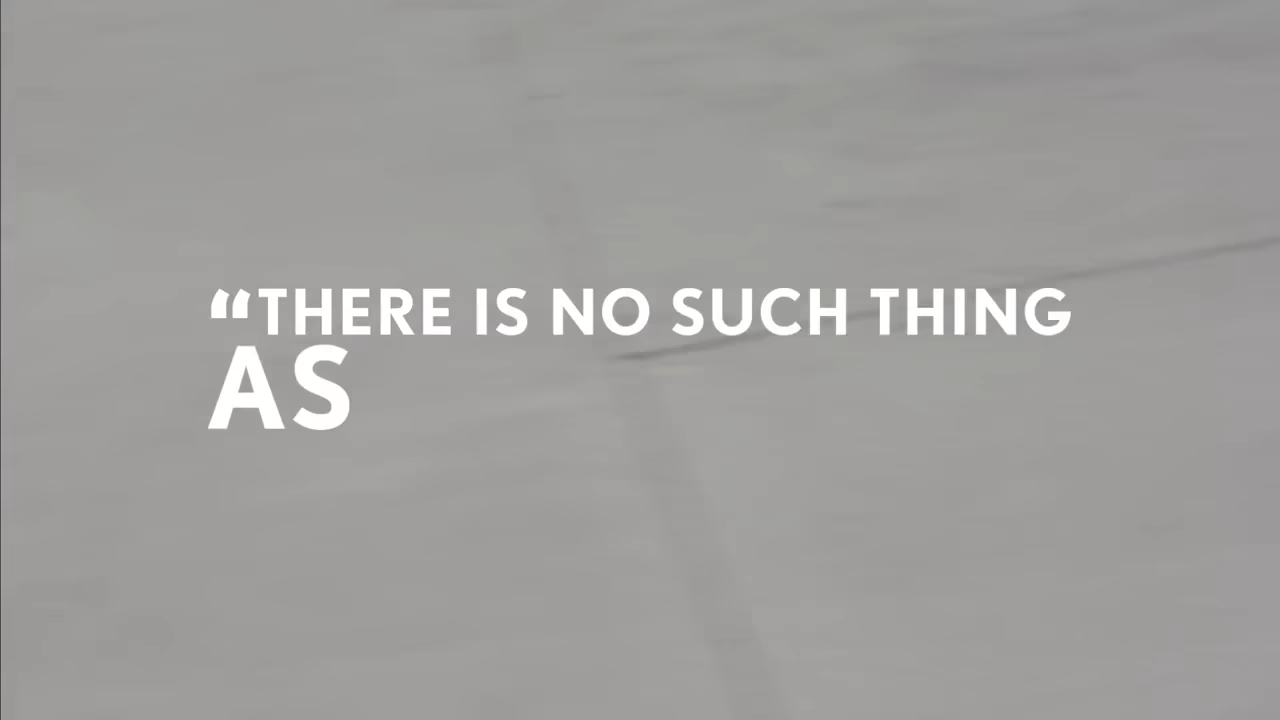 “THERE IS NO SUCH THING
AS